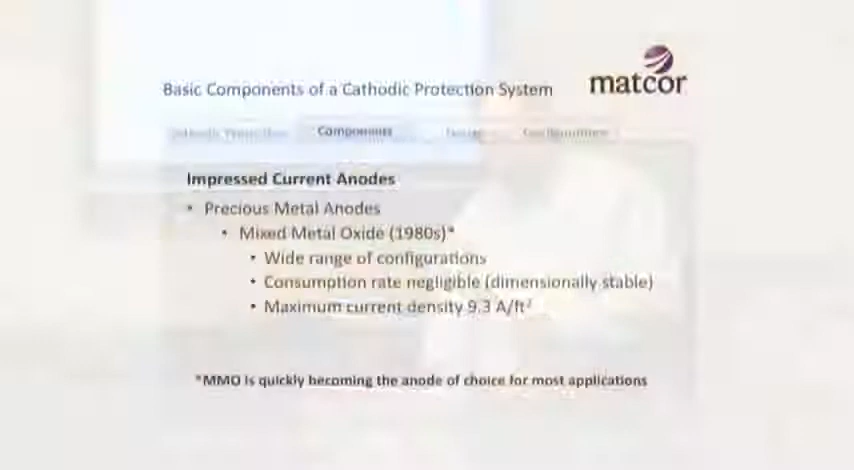 matcor
Basic Components of a Cathodic Protection System
Components
Impressed Current Anodes
• Precious Metal Anodes
• Mixed Metal Oxide (1980s)*
• Wide range of configurations
• Consumption rate negligible (dimensionally stable)
• Maximum current density 9.3 A/ft²
*MMO is quickly becoming the anode of choice for most applications